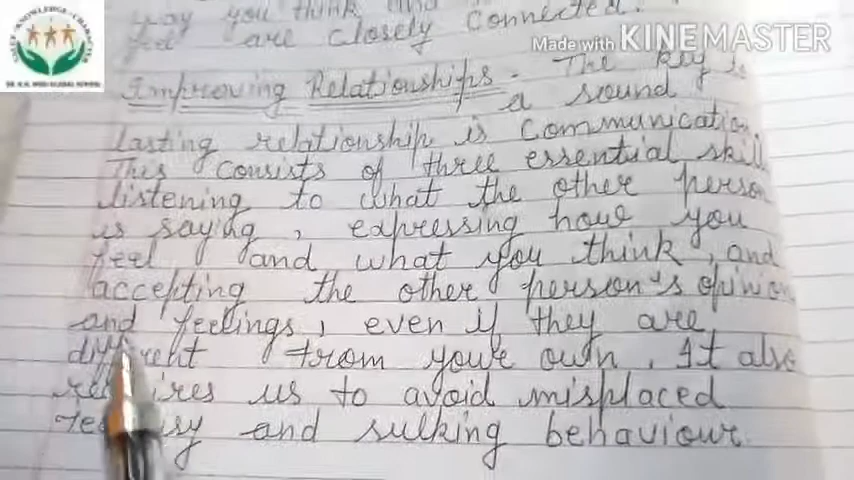 way you think and
feel are closely connected.
Made with KINEMASTER
Improving Relationships. The key
a sound
lasting relationship is communication.
This consists of three essential skill
listening to what the other person
is saying, expressing how you
feel and what you think, and
accepting the other person's opinion
and feelings, even if they are
different from your own. It also
requires us to avoid misplaced
and sulking behaviour.